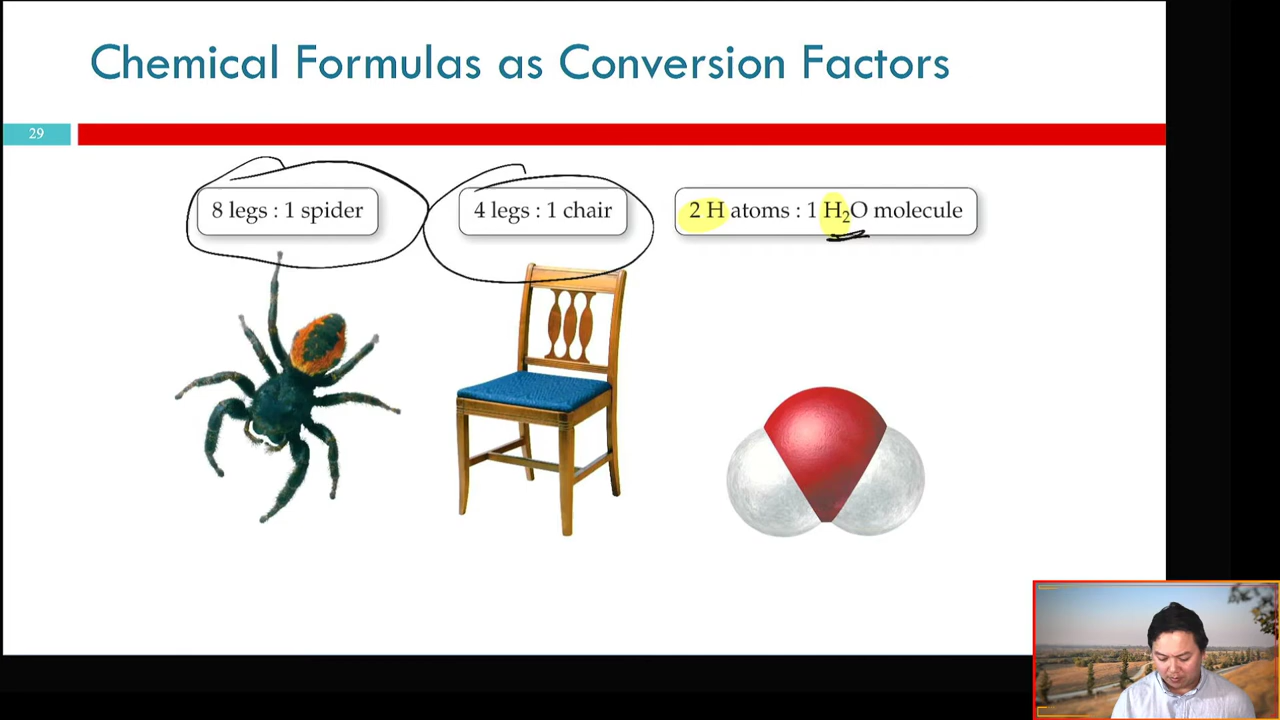 Chemical Formulas as Conversion Factors
29
8 legs : 1 spider
4 legs : 1 chair
2 H atoms : 1 H₂O molecule